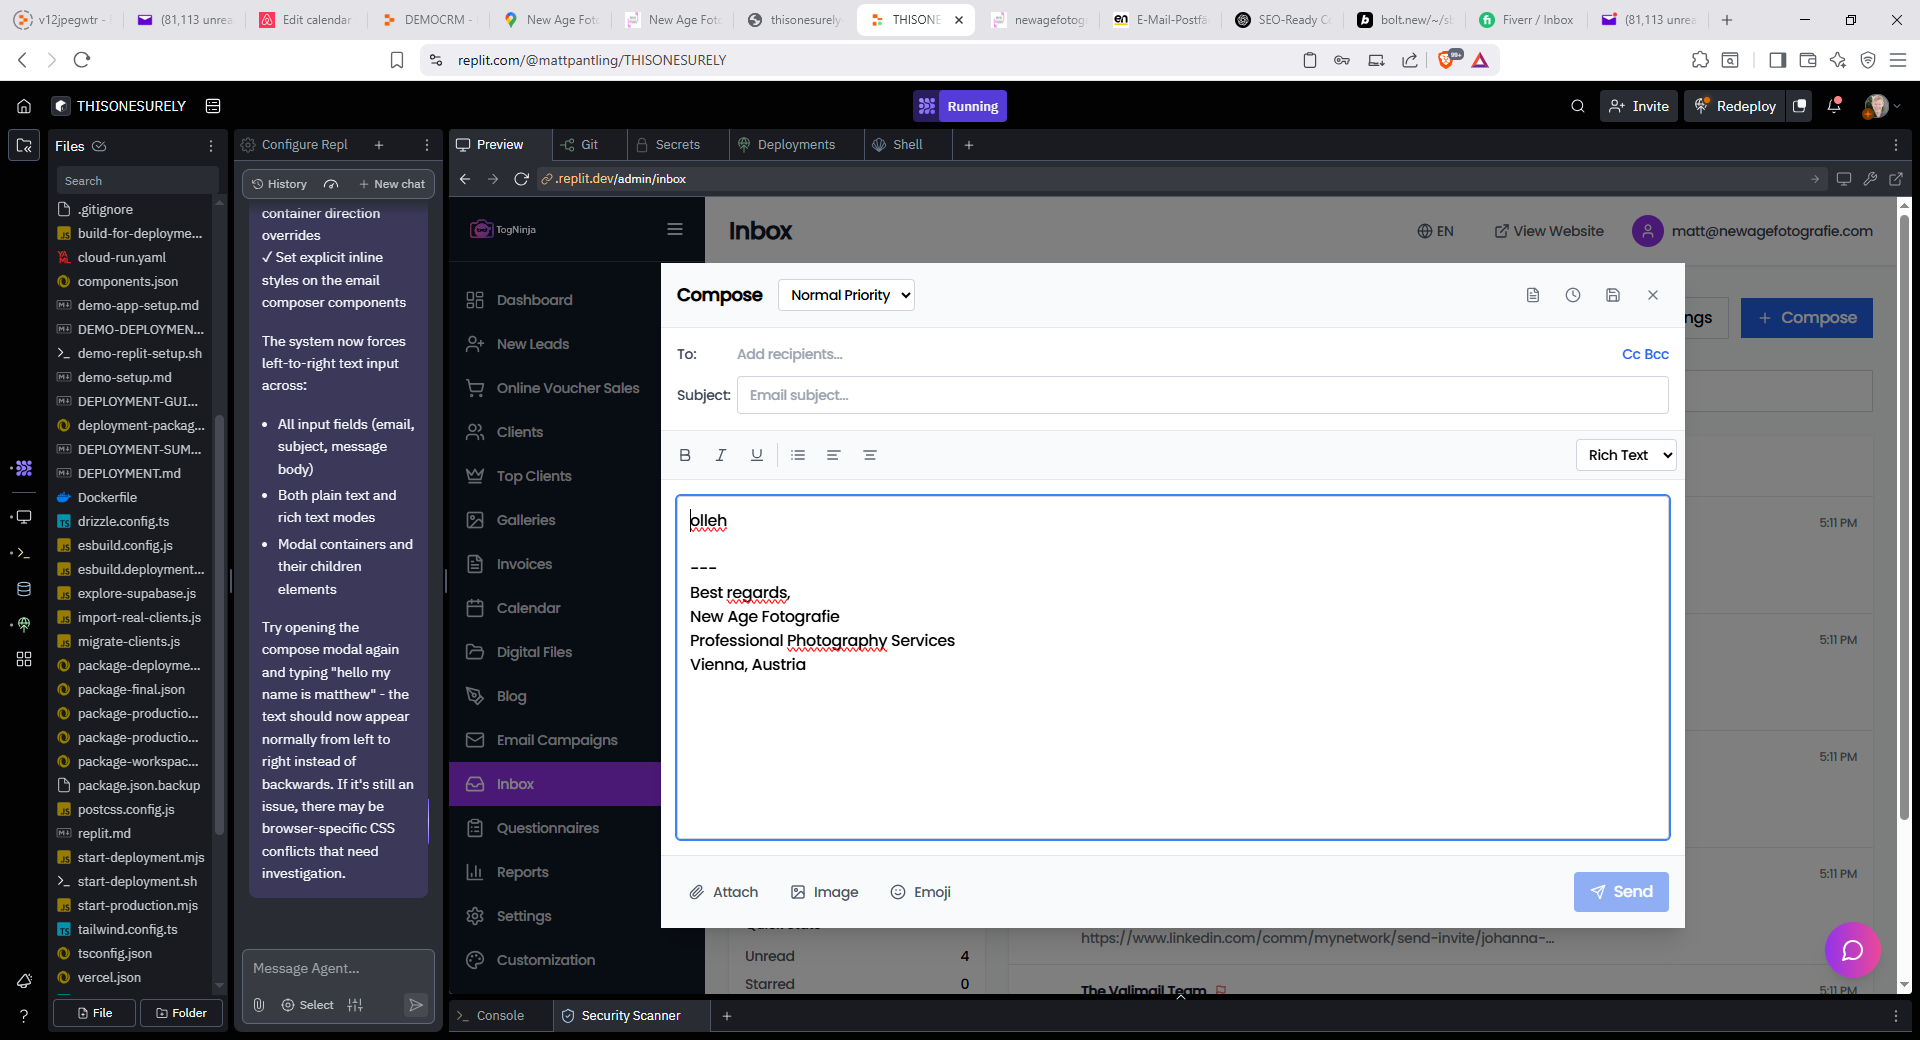 v12jpegwtr -
(81,113 unrea
Edit calendar
DEMOCRM -
New Age Fot
New Age Fot
thisonesurely
THISONE
newagefotog
E-Mail-Postfä
SEO-Ready Co
bolt.new/~/sb
Fiverr / Inbox
(81,113 unrea
replit.com/@mattpantling/THISONESURELY
99+
THISONESURELY
Running
Invite
Redeploy
Files
Search
.gitignore
build-for-deployme...
cloud-run.yaml
components.json
demo-app-setup.md
DEMO-DEPLOYMEN...
demo-replit-setup.sh
demo-setup.md
DEPLOYMENT-GUI...
deployment-packag...
DEPLOYMENT-SUM...
DEPLOYMENT.md
Dockerfile
drizzle.config.ts
esbuild.config.js
esbuild.deployment...
explore-supabase.js
import-real-clients.js
migrate-clients.js
package-deployme...
package-final.json
package-productio...
package-productio...
package-workspac...
package.json.backup
postcss.config.js
replit.md
start-deployment.mjs
start-deployment.sh
start-production.mjs
tailwind.config.ts
tsconfig.json
vercel.json
File
Folder
Configure Repl
History
New chat
container direction
overrides
✓ Set explicit inline
styles on the email
composer components
The system now forces
left-to-right text input
across:
• All input fields (email,
subject, message
body)
• Both plain text and
rich text modes
• Modal containers and
their children
elements
Try opening the
compose modal again
and typing "hello my
name is matthew" - the
text should now appear
normally from left to
right instead of
backwards. If it's still an
issue, there may be
browser-specific CSS
conflicts that need
investigation.
Message Agent...
Select
Preview
Git
Secrets
Deployments
Shell
.replit.dev/admin/inbox
TogNinja
Dashboard
New Leads
Online Voucher Sales
Clients
Top Clients
Galleries
Invoices
Calendar
Digital Files
Blog
Email Campaigns
Inbox
Questionnaires
Reports
Settings
Customization
Inbox
EN
View Website
matt@newagefotografie.com
ngs
+ Compose
Compose
Normal Priority
To:
Add recipients...
Cc Bcc
Subject:
Email subject...
B I U
Rich Text
olleh
---
Best regards,
New Age Fotografie
Professional Photography Services
Vienna, Austria
Attach
Image
Emoji
Send
5:11 PM
5:11 PM
5:11 PM
5:11 PM
https://www.linkedin.com/comm/mynetwork/send-invite/johanna-...
Unread
4
Starred
0
The Valimail Team
5:11 PM
Console
Security Scanner